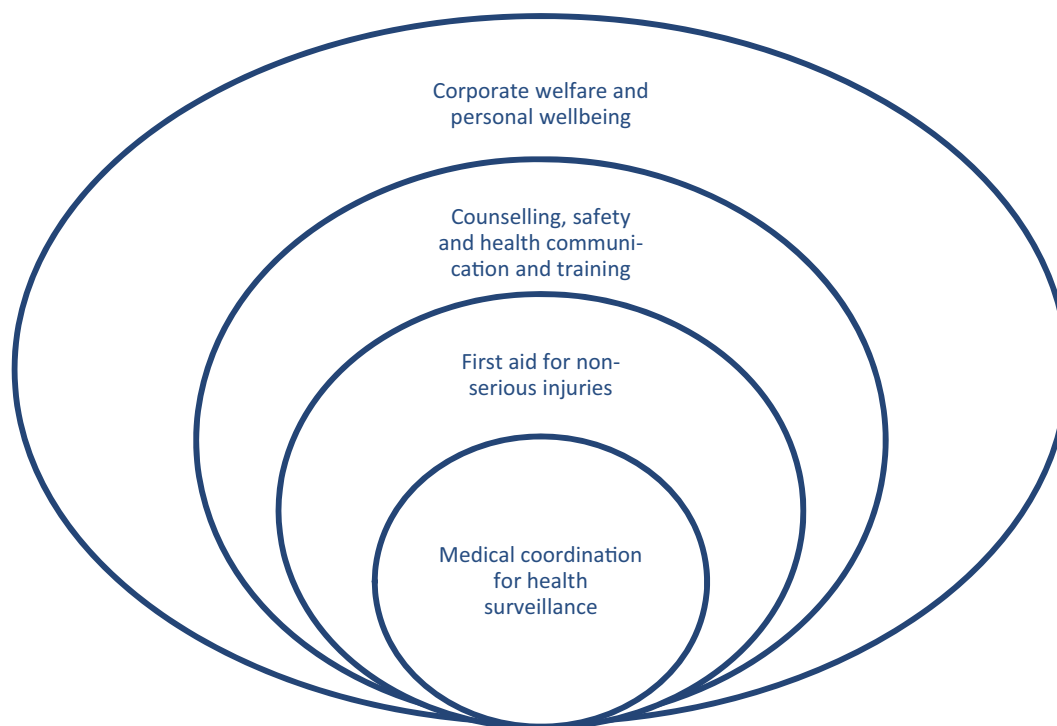 Corporate welfare and
personal wellbeing
Counselling, safety
and health communi-
cation and training
First aid for non-
serious injuries
Medical coordination
for health
surveillance